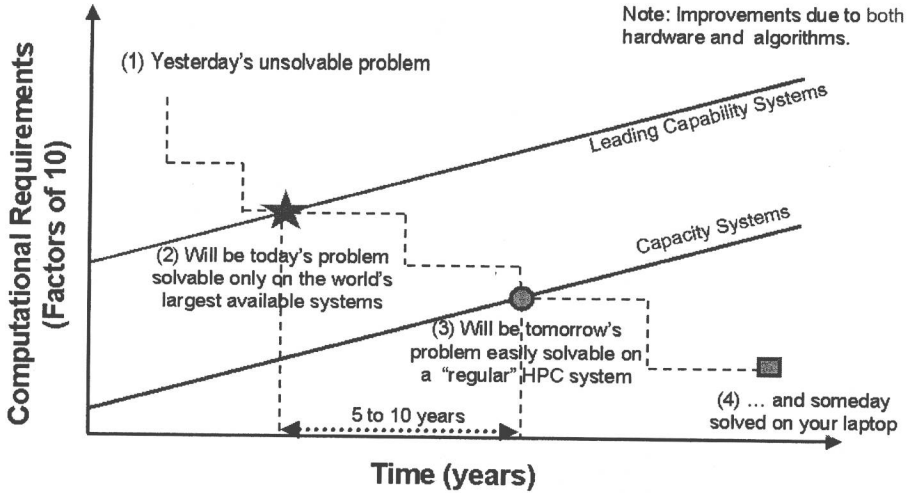 Note: Improvements due to both
hardware and algorithms.
(1) Yesterday's unsolvable problem
Leading Capability Systems
Computational Requirements
(Factors of 10)
Capacity Systems
(2) Will be today's problem
solvable only on the world's
largest available systems
(3) Will be tomorrow's
problem easily solvable on
a "regular" HPC system
(4) ... and someday
solved on your laptop
5 to 10 years
Time (years)